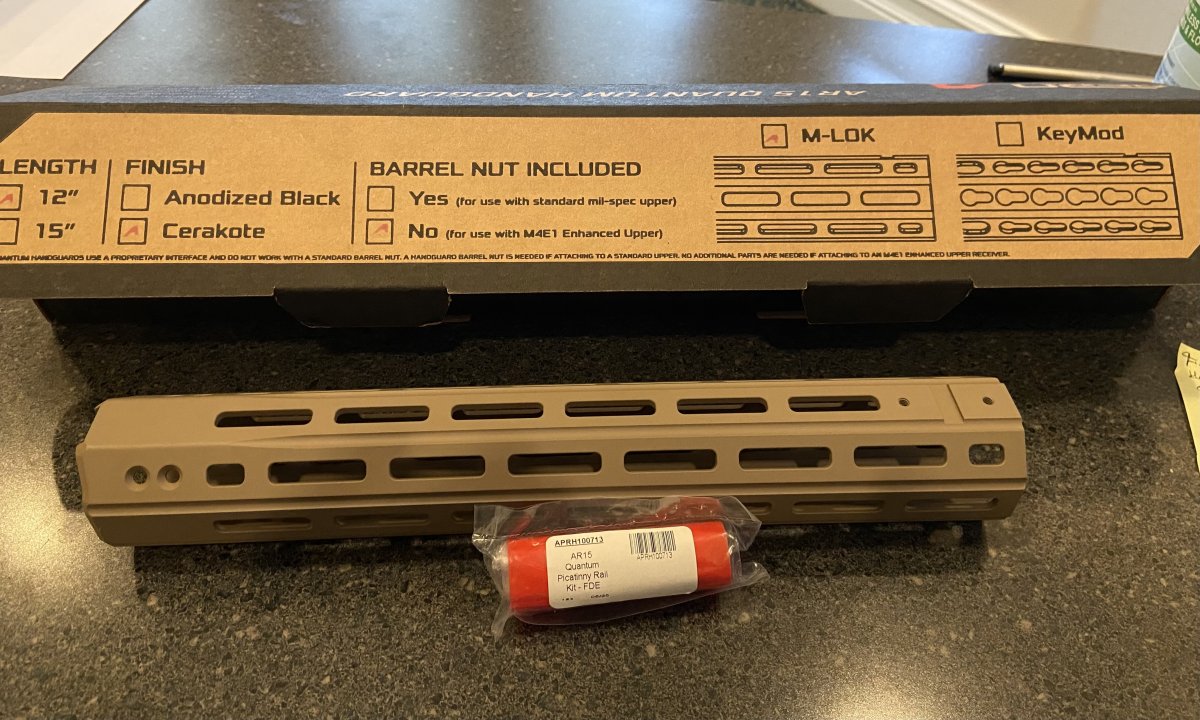 AR15 QUANTUM HANDGUARD
LENGTH
12"
15"
FINISH
Anodized Black
Cerakote
BARREL NUT INCLUDED
Yes (for use with standard mil-spec upper)
No (for use with M4E1 Enhanced Upper)
M-LOK
KeyMod
QUANTUM HANDGUARDS USE A PROPRIETARY INTERFACE AND DO NOT WORK WITH A STANDARD BARREL NUT. A HANDGUARD BARREL NUT IS NEEDED IF ATTACHING TO A STANDARD UPPER. NO ADDITIONAL PARTS ARE NEEDED IF ATTACHING TO AN M4E1 ENHANCED UPPER RECEIVER.
APRH100713
AR15
Quantum
Picatinny Rail
Kit - FDE
APRH100713